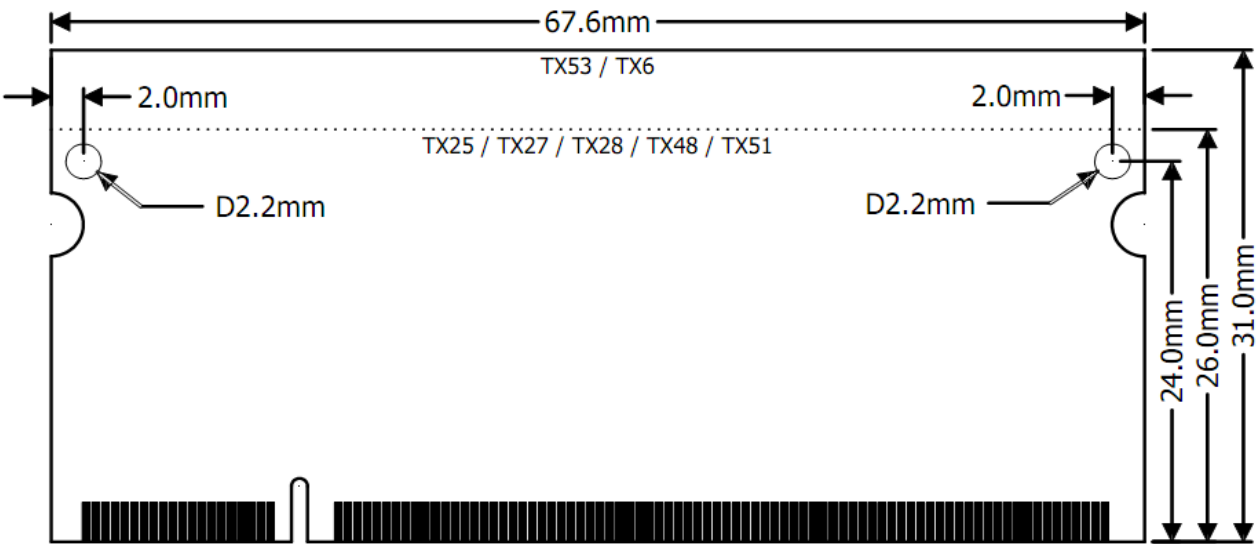 67.6mm
TX53 / TX6
2.0mm
2.0mm
TX25 / TX27 / TX28 / TX48 / TX51
D2.2mm
D2.2mm
24.0mm
26.0mm
31.0mm